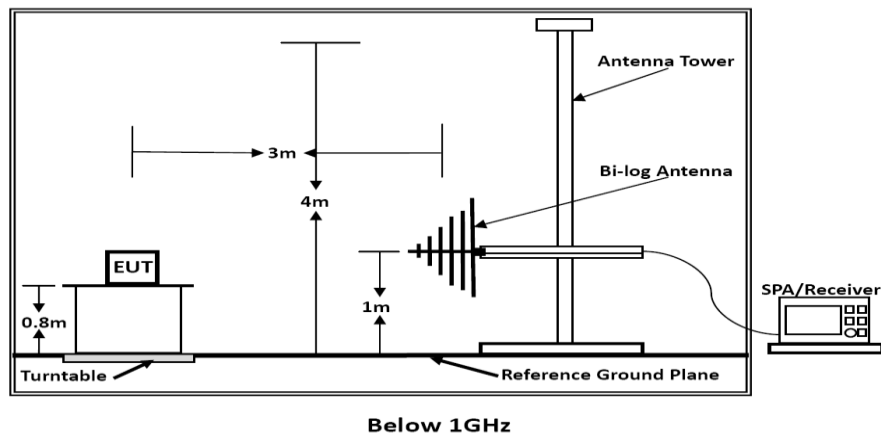 Antenna Tower
3m
Bi-log Antenna
4m
EUT
SPA/Receiver
1m
0.8m
Turntable
Reference Ground Plane
Below 1GHz